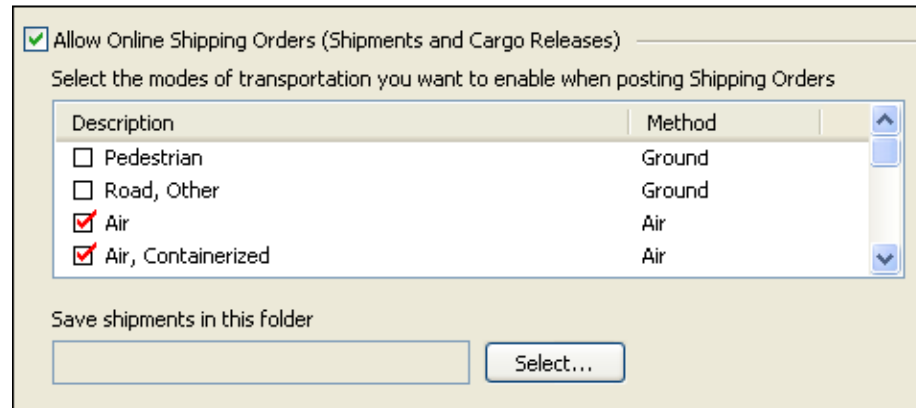 Allow Online Shipping Orders (Shipments and Cargo Releases)
Select the modes of transportation you want to enable when posting Shipping Orders
Description Method
Pedestrian Ground
Road, Other Ground
Air Air
Air, Containerized Air
Save shipments in this folder
Select...